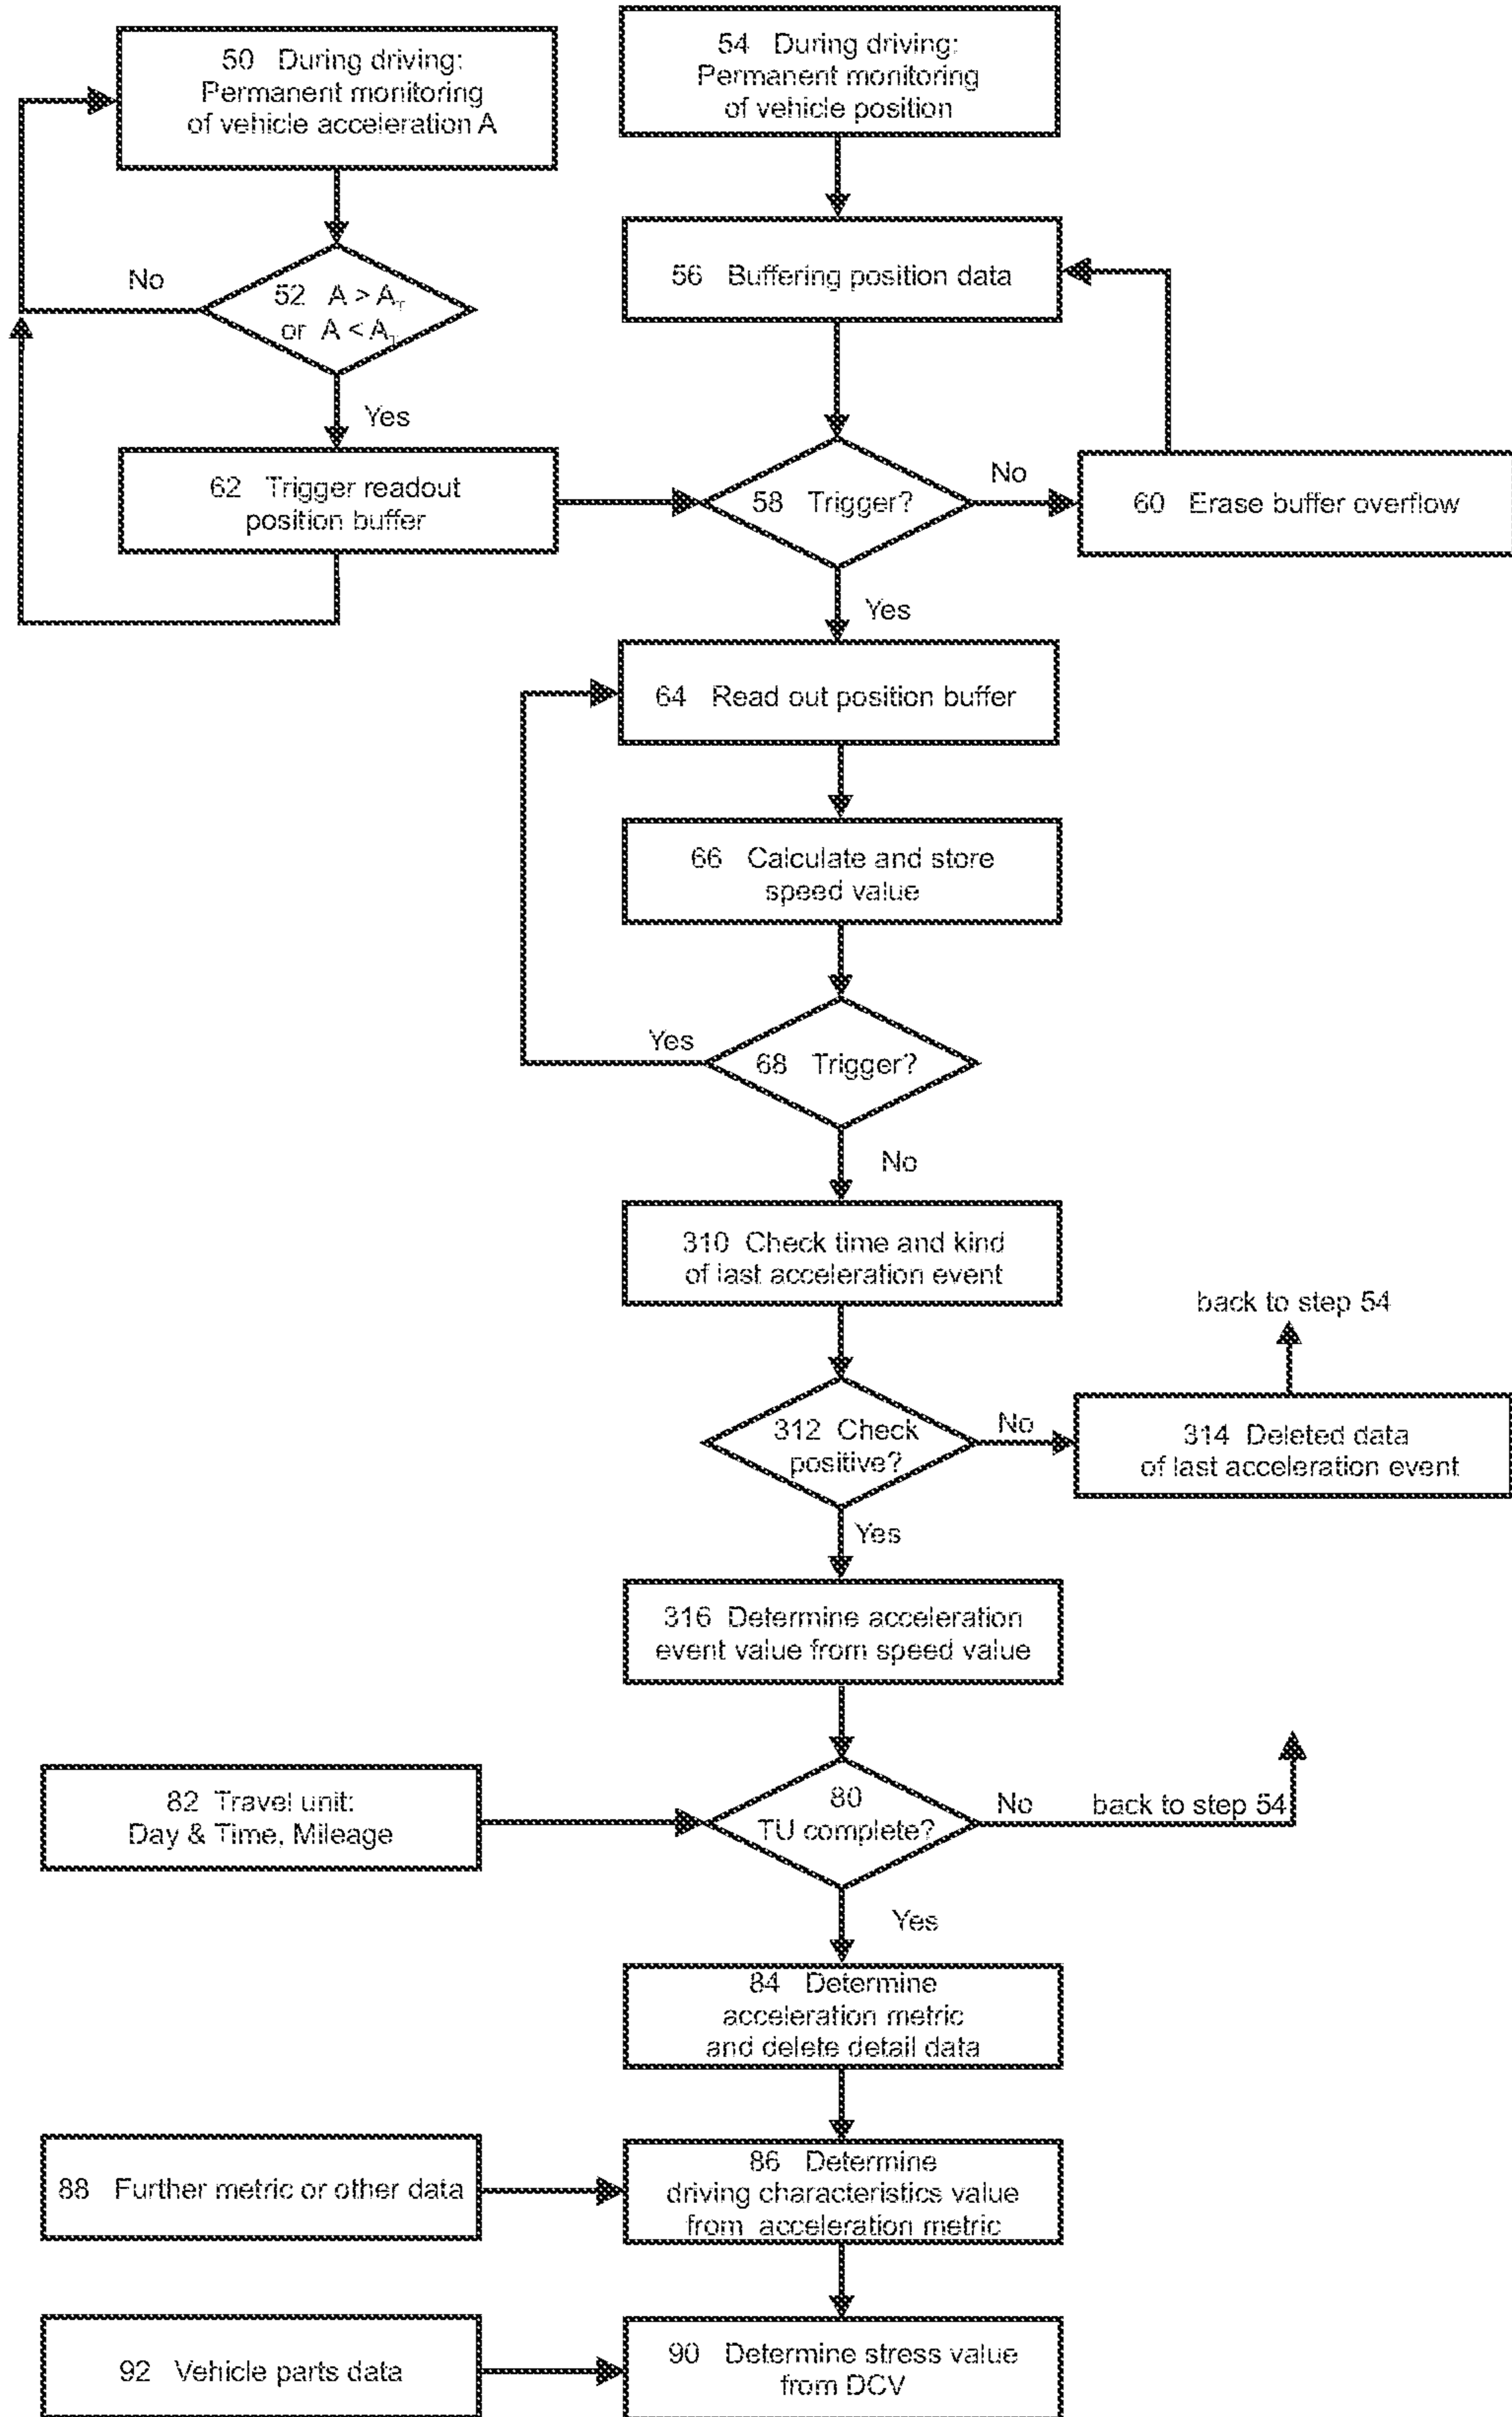 50 During driving:
Permanent monitoring
of vehicle acceleration A
54 During driving:
Permanent monitoring
of vehicle position
No
52 A > A_T
or A < A_T
Yes
56 Buffering position data
62 Trigger readout
position buffer
58 Trigger?
No
60 Erase buffer overflow
Yes
64 Read out position buffer
66 Calculate and store
speed value
Yes
68 Trigger?
No
310 Check time and kind
of last acceleration event
back to step 54
312 Check
positive?
No
314 Deleted data
of last acceleration event
Yes
316 Determine acceleration
event value from speed value
82 Travel unit:
Day & Time, Mileage
80
TU complete?
No
back to step 54
Yes
84 Determine
acceleration metric
and delete detail data
88 Further metric or other data
86 Determine
driving characteristics value
from acceleration metric
92 Vehicle parts data
90 Determine stress value
from DCV